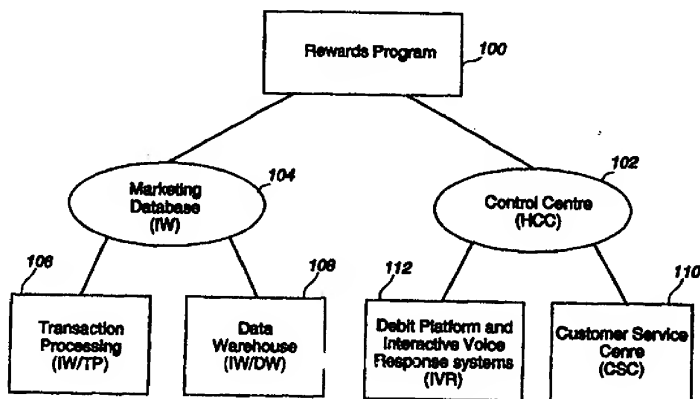 Rewards Program
100
104
102
Marketing
Database
(IW)
Control Centre
(HCC)
106
108
112
110
Transaction
Processing
(IW/TP)
Data
Warehouse
(IW/DW)
Debit Platform and
Interactive Voice
Response systems
(IVR)
Customer Service
Cenre
(CSC)